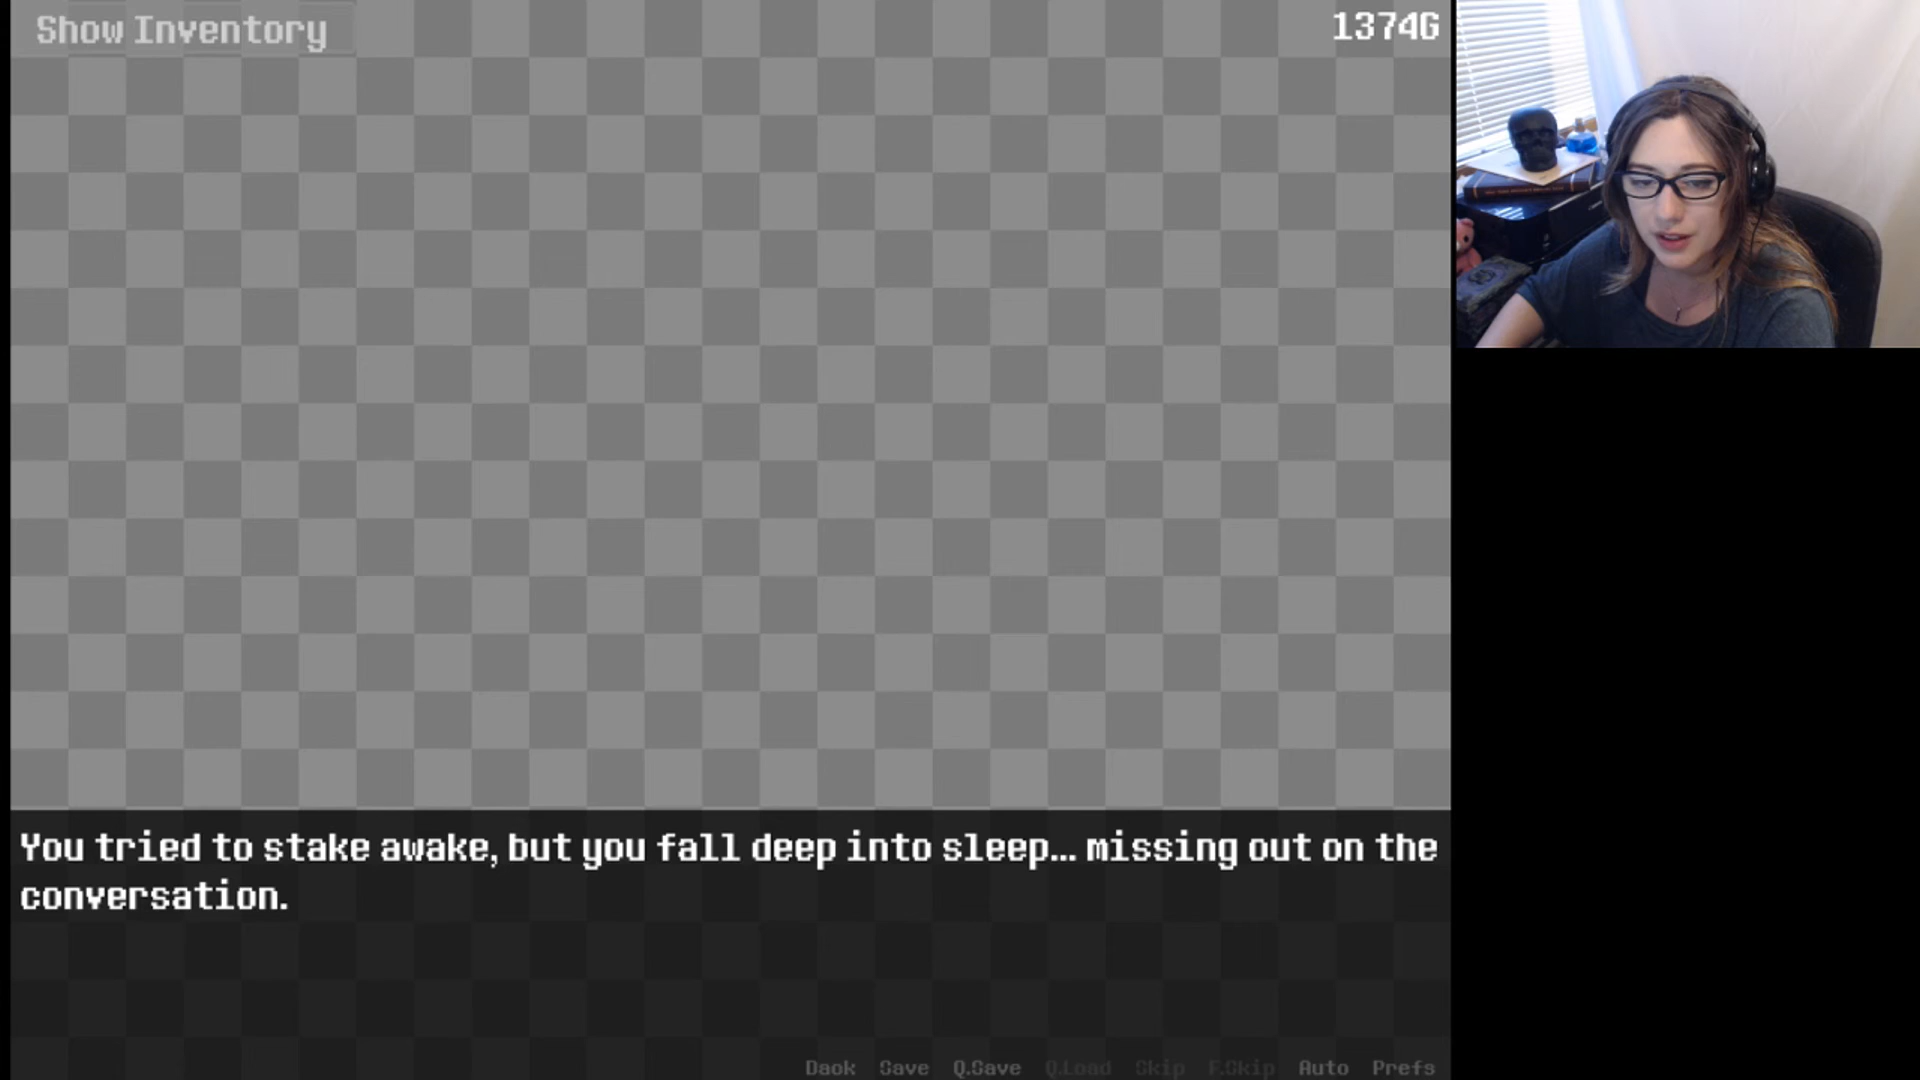 Show Inventory
1374G
You tried to stake awake, but you fall deep into sleep... missing out on the
conversation.
Back Save Q.Save Q.Load Skip F.Skip Auto Prefs